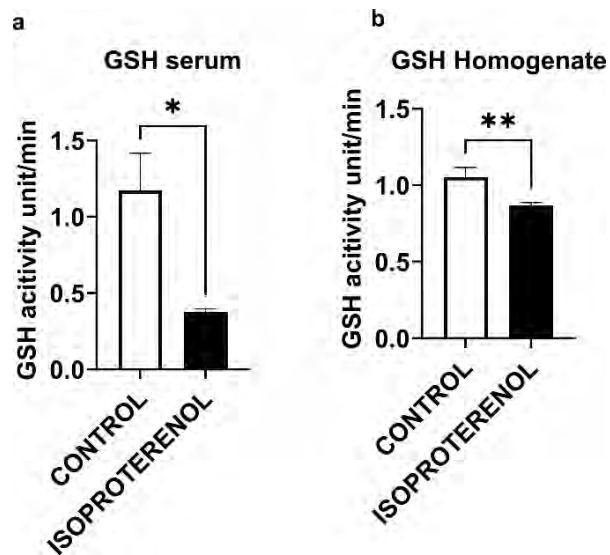 a
GSH serum
*
GSH acitivity unit/min
1.5
1.0
0.5
0.0
CONTROL
ISOPROTERENOL
b
GSH Homogenate
**
GSH acitivity unit/min
1.5
1.0
0.5
0.0
CONTROL
ISOPROTERENOL